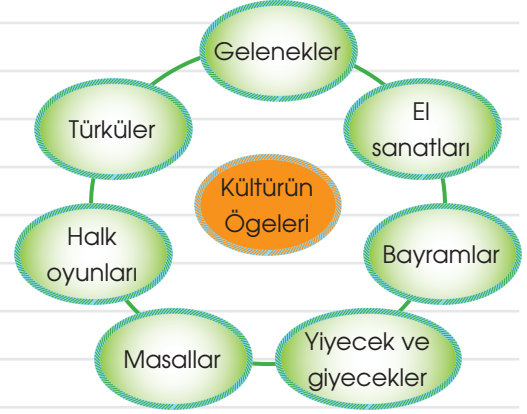 Gelenekler
El
sanatları
Bayramlar
Yiyecek ve
giyecekler
Masallar
Halk
oyunları
Türküler
Kültürün
Ögeleri